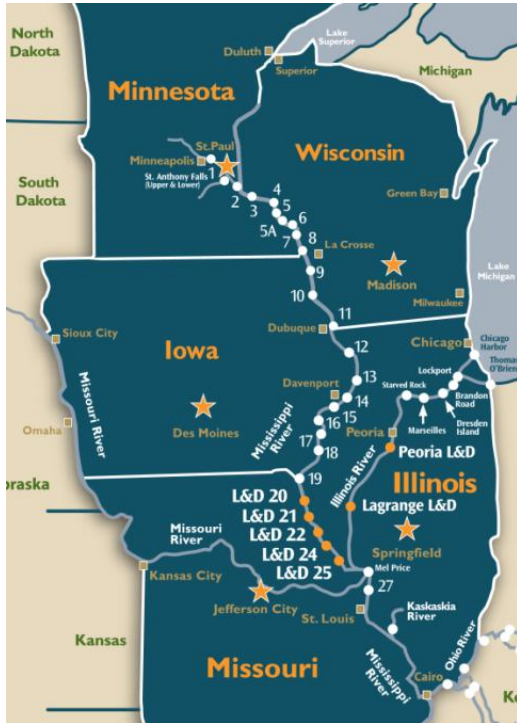 North
Dakota
Duluth
Lake
Superior
Superior
Michigan
Minnesota
St.Paul
Minneapolis
St. Anthony Falls
(Upper & Lower)
1
2
3
4
5
5A
6
7
8
Wisconsin
South
Dakota
Green Bay
La Crosse
9
Madison
Lake
Michigan
10
Milwaukee
11
Dubuque
Sioux City
Iowa
12
Chicago
Chicago
Harbor
Thomas
O'Brien
Lockport
Brandon
Road
Starved Rock
Dresden
Island
Marseilles
13
Davenport
14
15
16
17
18
Missouri River
Omaha
Des Moines
Mississippi
River
Peoria
Peoria L&D
Illinois River
Illinois
19
L&D 20
L&D 21
L&D 22
L&D 24
L&D 25
Lagrange L&D
Springfield
braska
Missouri
River
Kansas City
Mel Price
27
Jefferson City
St. Louis
Kaskaskia
River
Kansas
Missouri
Mississippi
River
Ohio River
Cairo
Ke